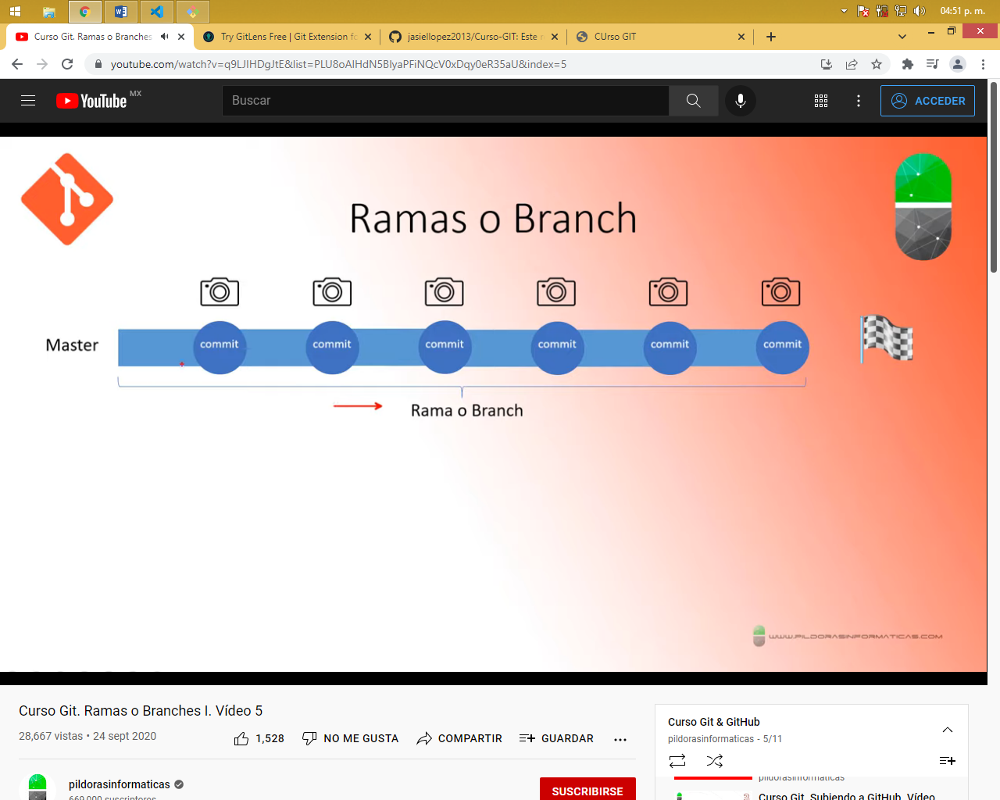 04:51 p. m.
Curso Git. Ramas o Branches
Try GitLens Free | Git Extension fo
jasiellopez2013/Curso-GIT: Este r
CUrso GIT
youtube.com/watch?v=q9LJIHDgJtE&list=PLU8oAlHdN5BlyaPFiNQcV0xDqy0eR35aU&index=5
YouTube MX
Buscar
ACCEDER
Ramas o Branch
Master
commit commit commit commit commit commit
Rama o Branch
WWW.PILDORASINFORMATICAS.COM
Curso Git. Ramas o Branches I. Vídeo 5
28,667 vistas • 24 sept 2020
1,528 NO ME GUSTA COMPARTIR GUARDAR
Curso Git & GitHub
pildorasinformaticas - 5/11
pildorasinformaticas
Curso Git. Subiendo a GitHub. Vídeo
pildorasinformaticas
669,000 suscriptores
SUSCRIBIRSE